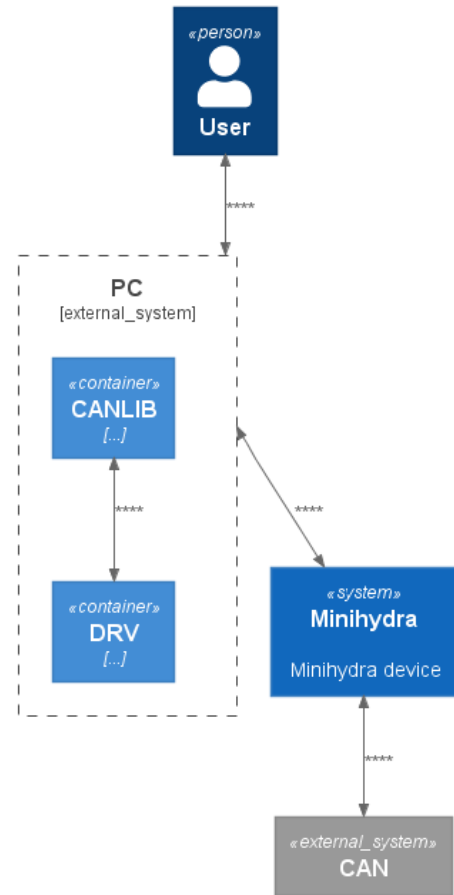 «person»
User
****
PC
[external_system]
«container»
CANLIB
[...]
****
«container»
DRV
[...]
****
«system»
Minihydra
Minihydra device
****
«external_system»
CAN